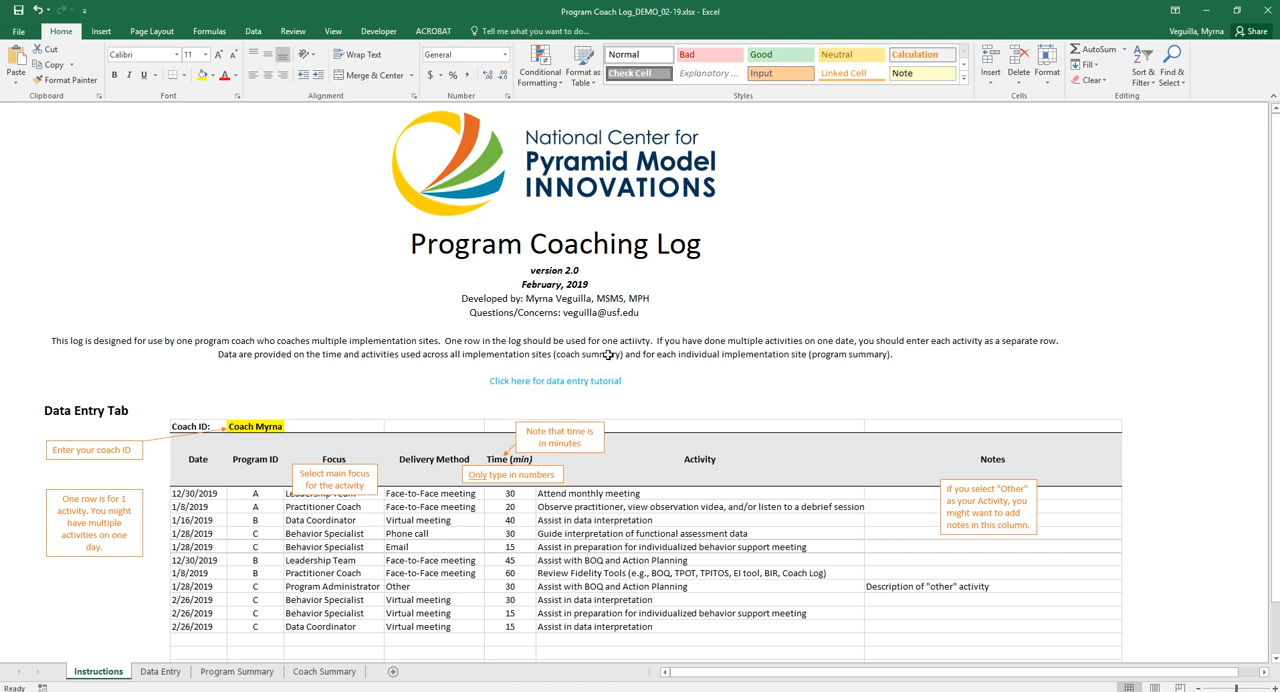 Program Coach Log_DEMO_02-19.xlsx - Excel
File Home Insert Page Layout Formulas Data Review View Developer ACROBAT Tell me what you want to do... Veguilla, Myrna Share
Cut
Copy
Format Painter
Paste
Clipboard
Calibri 11
B I U
Font
Wrap Text
Merge & Center
Alignment
General
$ % ,
Number
Conditional Formatting
Format as Table
Normal Bad Good Neutral Calculation
Check Cell Explanatory ... Input Linked Cell Note
Styles
Insert Delete Format
Cells
AutoSum
Fill
Clear
Sort & Filter
Find & Select
Editing
National Center for
Pyramid Model
INNOVATIONS
Program Coaching Log
version 2.0
February, 2019
Developed by: Myrna Veguilla, MSMS, MPH
Questions/Concerns: veguilla@usf.edu
This log is designed for use by one program coach who coaches multiple implementation sites. One row in the log should be used for one actiivty. If you have done multiple activities on one date, you should enter each activity as a separate row.
Data are provided on the time and activities used across all implementation sites (coach summary) and for each individual implementation site (program summary).
Click here for data entry tutorial
Data Entry Tab
Coach ID: Coach Myrna
Enter your coach ID
Note that time is
in minutes
Date Program ID Focus Delivery Method Time (min) Activity Notes
Select main focus
for the activity
Only type in numbers
One row is for 1
activity. You might
have multiple
activities on one
day.
If you select "Other"
as your Activity, you
might want to add
notes in this column.
12/30/2019 A Leadership Team Face-to-Face meeting 30 Attend monthly meeting
1/8/2019 A Practitioner Coach Face-to-Face meeting 20 Observe practitioner, view observation videa, and/or listen to a debrief session
1/16/2019 B Data Coordinator Virtual meeting 40 Assist in data interpretation
1/28/2019 C Behavior Specialist Phone call 30 Guide interpretation of functional assessment data
1/28/2019 C Behavior Specialist Email 15 Assist in preparation for individualized behavior support meeting
12/30/2019 B Leadership Team Face-to-Face meeting 45 Assist with BOQ and Action Planning
1/8/2019 B Practitioner Coach Face-to-Face meeting 60 Review Fidelity Tools (e.g., BOQ, TPOT, TPITOS, EI tool, BIR, Coach Log)
1/28/2019 C Program Administrator Other 30 Assist with BOQ and Action Planning Description of "other" activity
1/28/2019 C Behavior Specialist Virtual meeting 30 Assist in data interpretation
2/26/2019 C Behavior Specialist Virtual meeting 15 Assist in preparation for individualized behavior support meeting
2/26/2019 C Data Coordinator Virtual meeting 15 Assist in data interpretation
Instructions Data Entry Program Summary Coach Summary
Ready